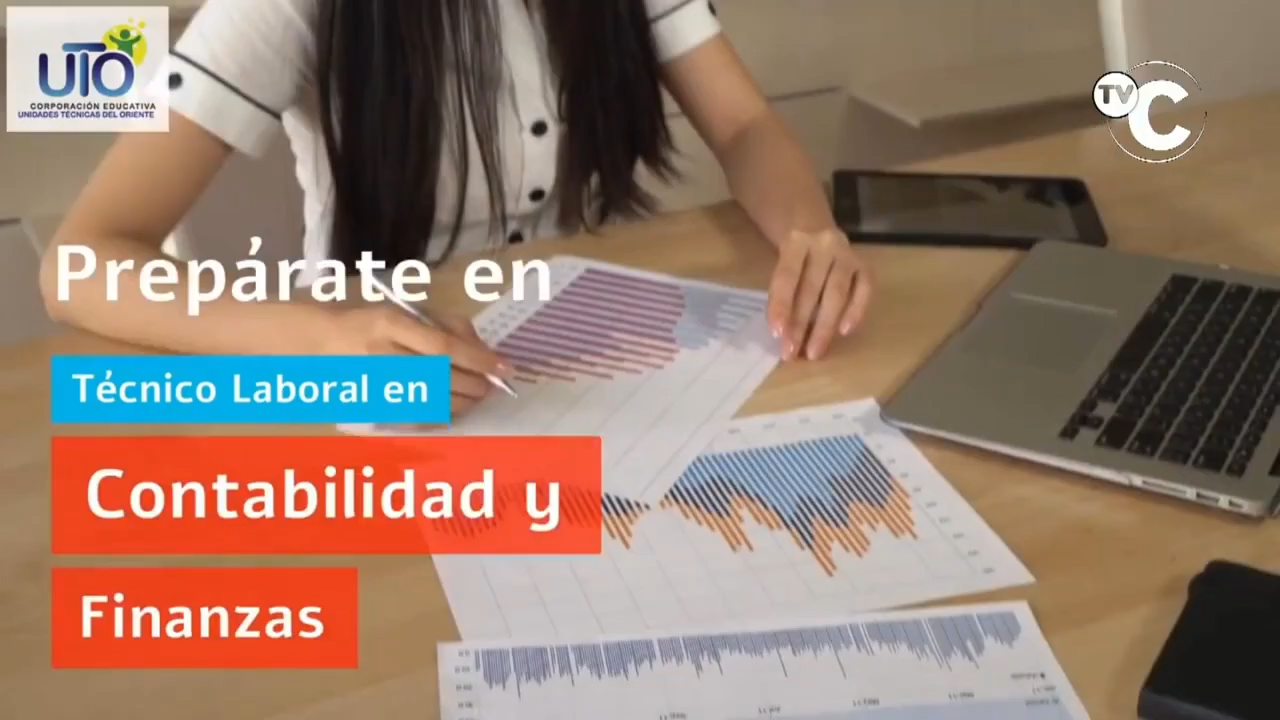 UTO
CORPORACIÓN EDUCATIVA
UNIDADES TÉCNICAS DEL ORIENTE
TV C
Prepárate en
Técnico Laboral en
Contabilidad y
Finanzas